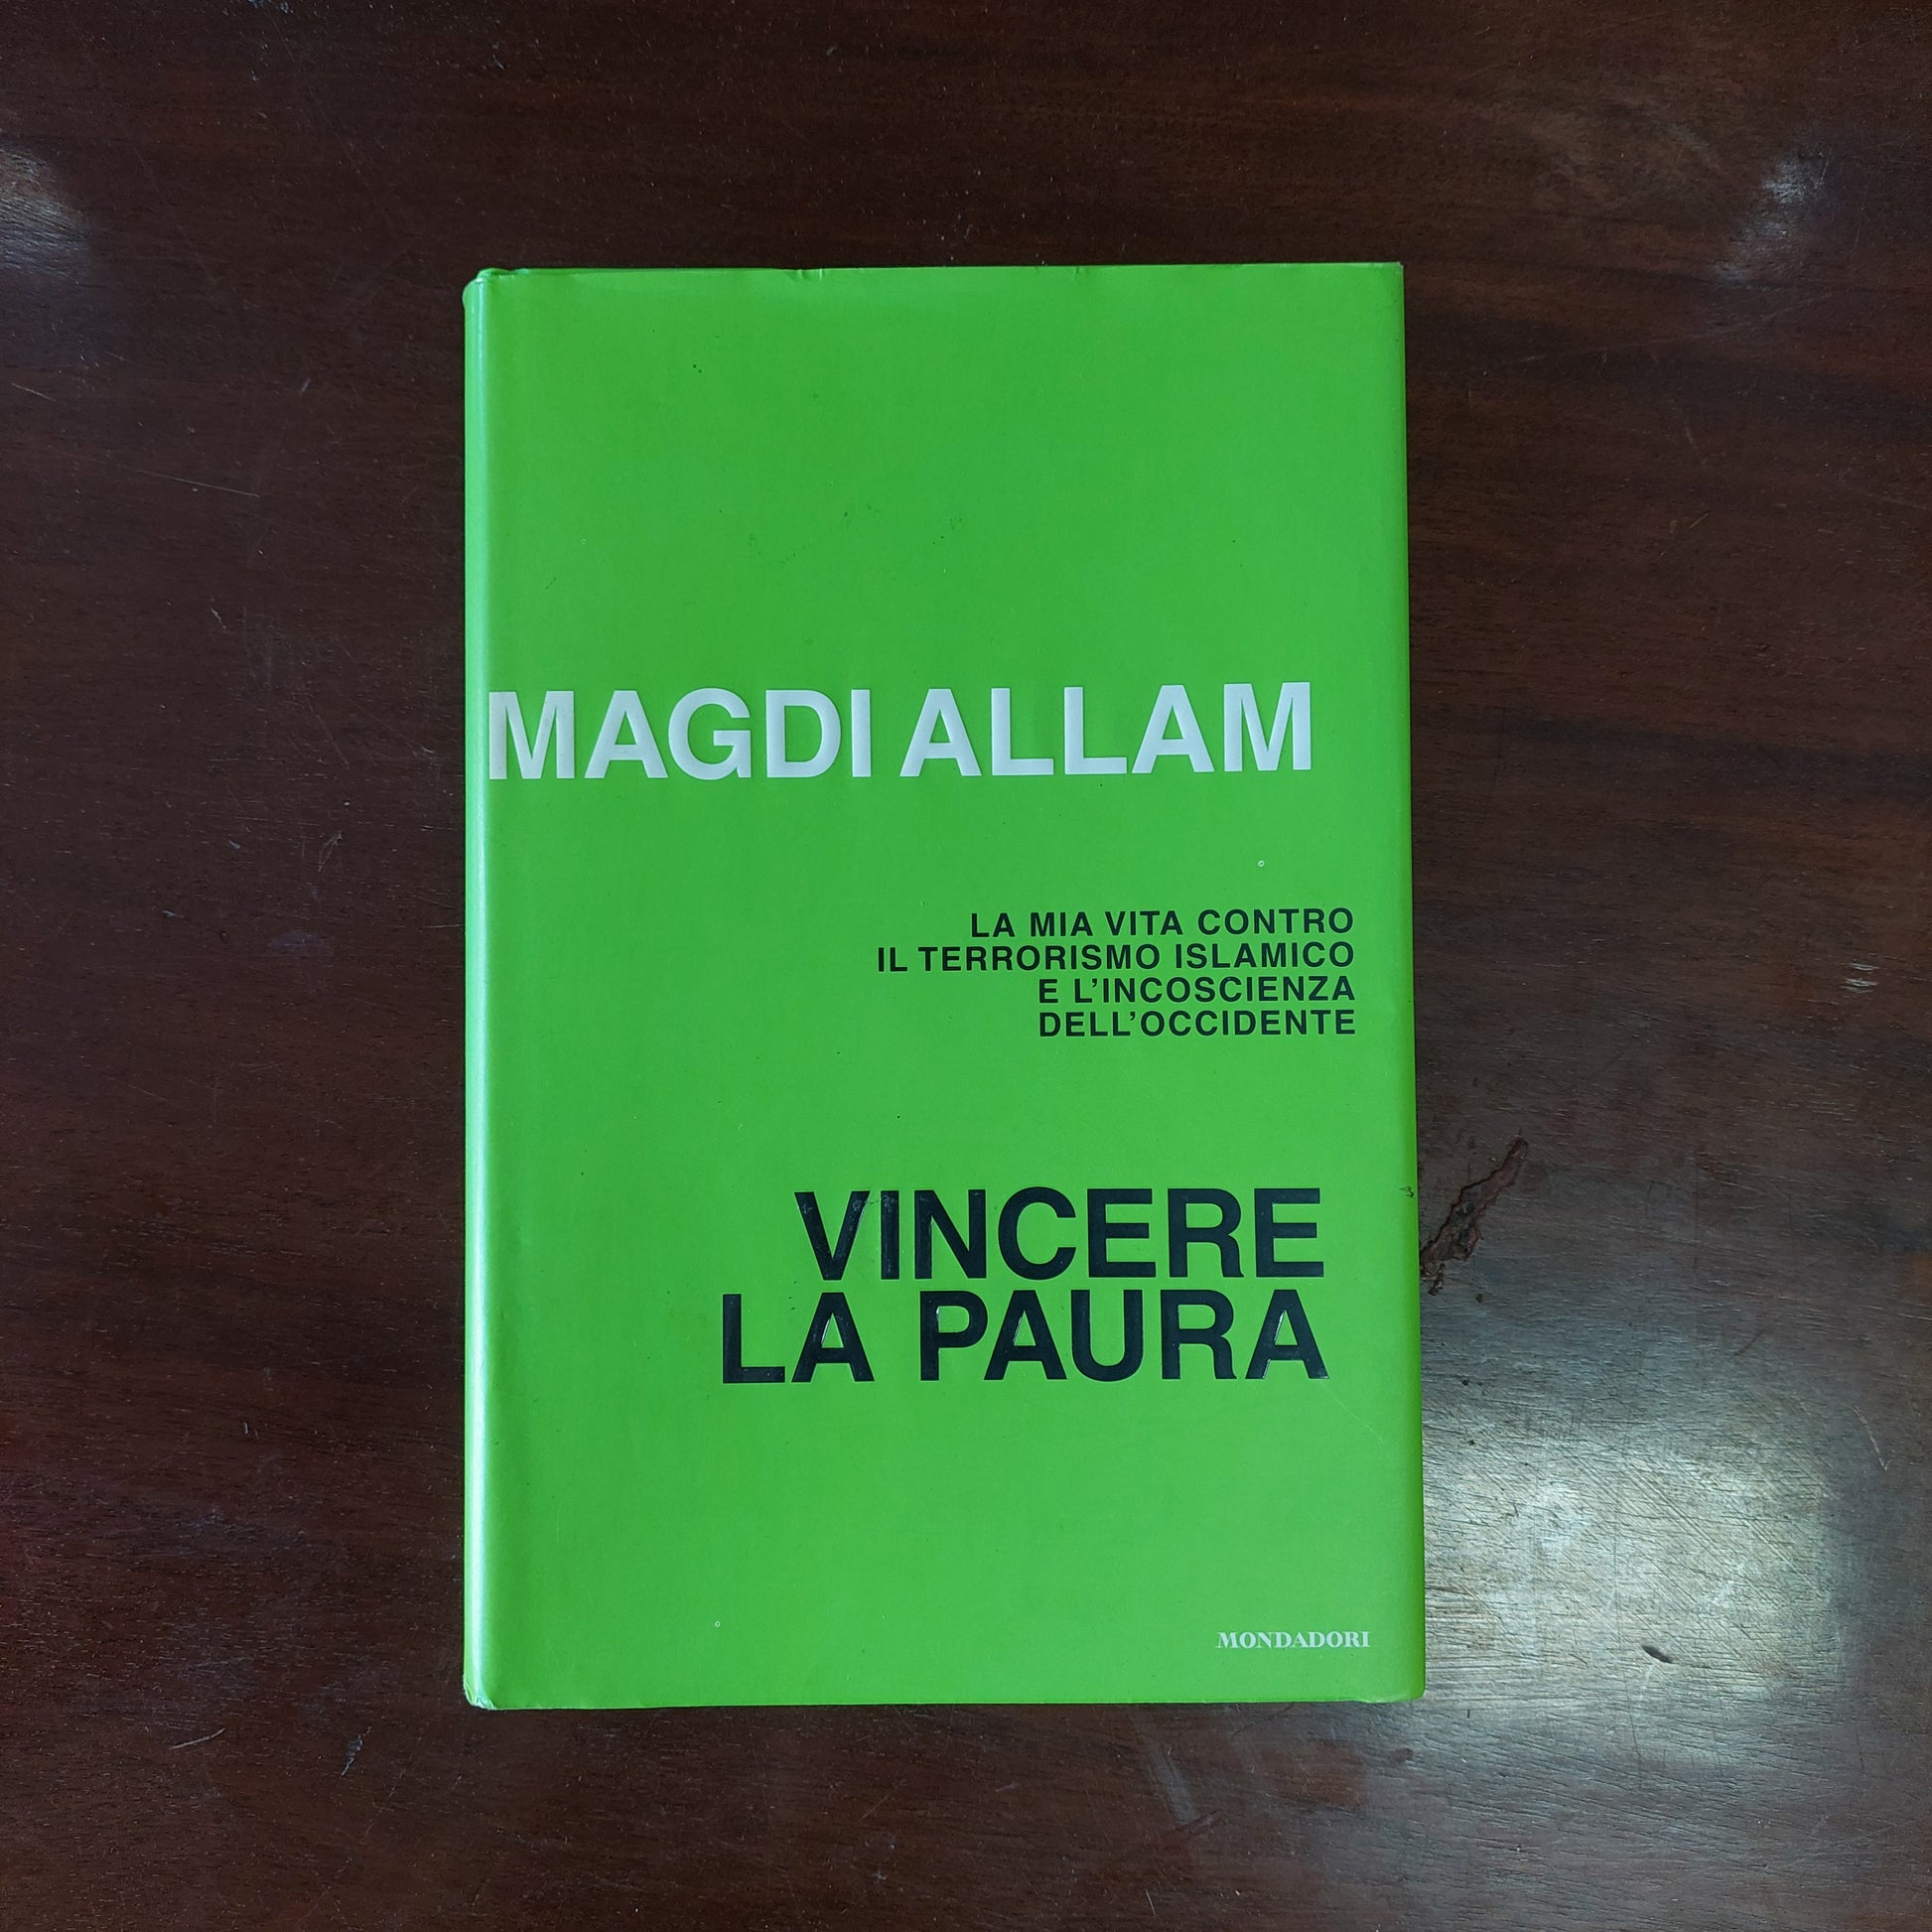 MAGDI ALLAM
LA MIA VITA CONTRO
IL TERRORISMO ISLAMICO
E L'INCOSCIENZA
DELL'OCCIDENTE
VINCERE
LA PAURA
MONDADORI